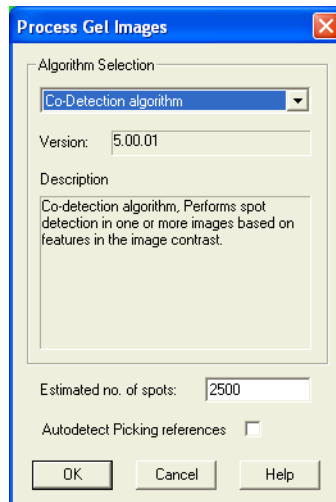 Process Gel Images
Algorithm Selection
Co-Detection algorithm
Version: 5.00.01
Description
Co-detection algorithm, Performs spot
detection in one or more images based on
features in the image contrast.
Estimated no. of spots: 2500
Autodetect Picking references
OK Cancel Help